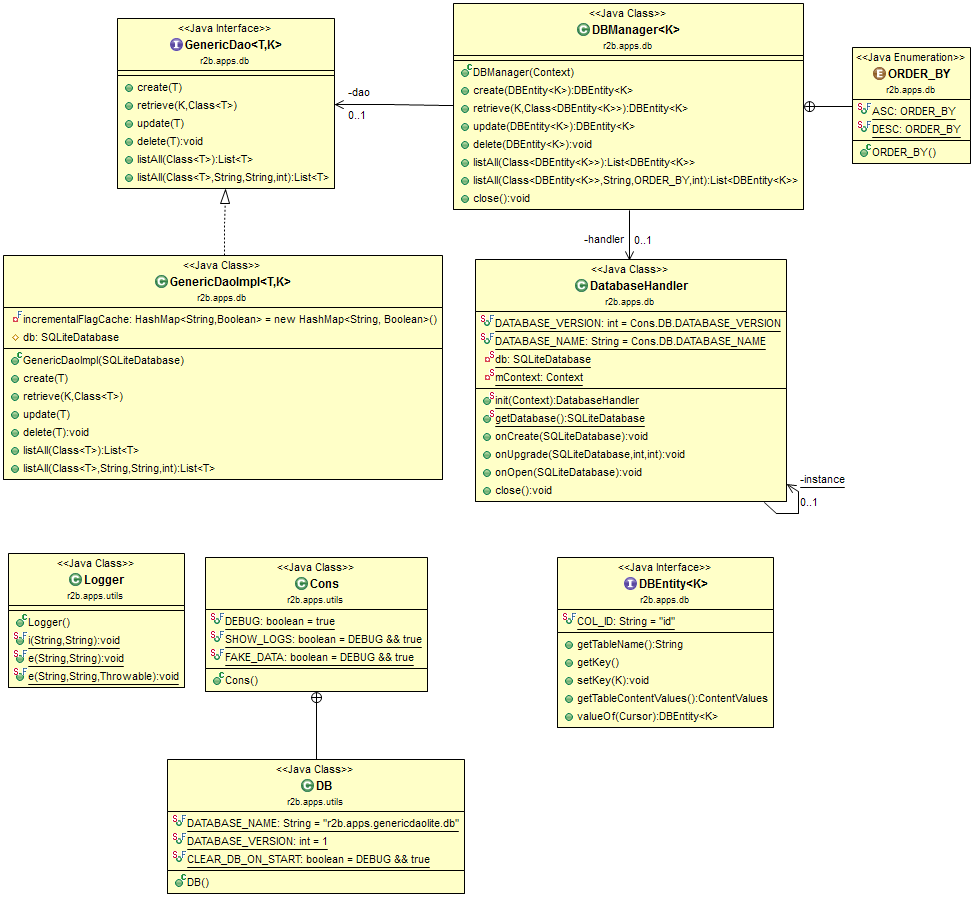 <<Java Interface>>
GenericDao<T,K>
r2b.apps.db
create(T)
retrieve(K,Class<T>)
update(T)
delete(T):void
listAll(Class<T>):List<T>
listAll(Class<T>,String,String,int):List<T>
-dao
0..1
<<Java Class>>
DBManager<K>
r2b.apps.db
DBManager(Context)
create(DBEntity<K>):DBEntity<K>
retrieve(K,Class<DBEntity<K>>):DBEntity<K>
update(DBEntity<K>):DBEntity<K>
delete(DBEntity<K>):void
listAll(Class<DBEntity<K>>):List<DBEntity<K>>
listAll(Class<DBEntity<K>>,String,ORDER_BY,int):List<DBEntity<K>>
close():void
<<Java Enumeration>>
ORDER_BY
r2b.apps.db
ASC: ORDER_BY
DESC: ORDER_BY
ORDER_BY()
-handler
0..1
<<Java Class>>
GenericDaoImpl<T,K>
r2b.apps.db
incrementalFlagCache: HashMap<String,Boolean> = new HashMap<String, Boolean>()
db: SQLiteDatabase
GenericDaoImpl(SQLiteDatabase)
create(T)
retrieve(K,Class<T>)
update(T)
delete(T):void
listAll(Class<T>):List<T>
listAll(Class<T>,String,String,int):List<T>
<<Java Class>>
DatabaseHandler
r2b.apps.db
DATABASE_VERSION: int = Cons.DB.DATABASE_VERSION
DATABASE_NAME: String = Cons.DB.DATABASE_NAME
db: SQLiteDatabase
mContext: Context
init(Context):DatabaseHandler
getDatabase():SQLiteDatabase
onCreate(SQLiteDatabase):void
onUpgrade(SQLiteDatabase,int,int):void
onOpen(SQLiteDatabase):void
close():void
-instance
0..1
<<Java Class>>
Logger
r2b.apps.utils
Logger()
i(String,String):void
e(String,String):void
e(String,String,Throwable):void
<<Java Class>>
Cons
r2b.apps.utils
DEBUG: boolean = true
SHOW_LOGS: boolean = DEBUG && true
FAKE_DATA: boolean = DEBUG && true
Cons()
<<Java Interface>>
DBEntity<K>
r2b.apps.db
COL_ID: String = "id"
getTableName():String
getKey()
setKey(K):void
getTableContentValues():ContentValues
valueOf(Cursor):DBEntity<K>
<<Java Class>>
DB
r2b.apps.utils
DATABASE_NAME: String = "r2b.apps.genericdaolite.db"
DATABASE_VERSION: int = 1
CLEAR_DB_ON_START: boolean = DEBUG && true
DB()